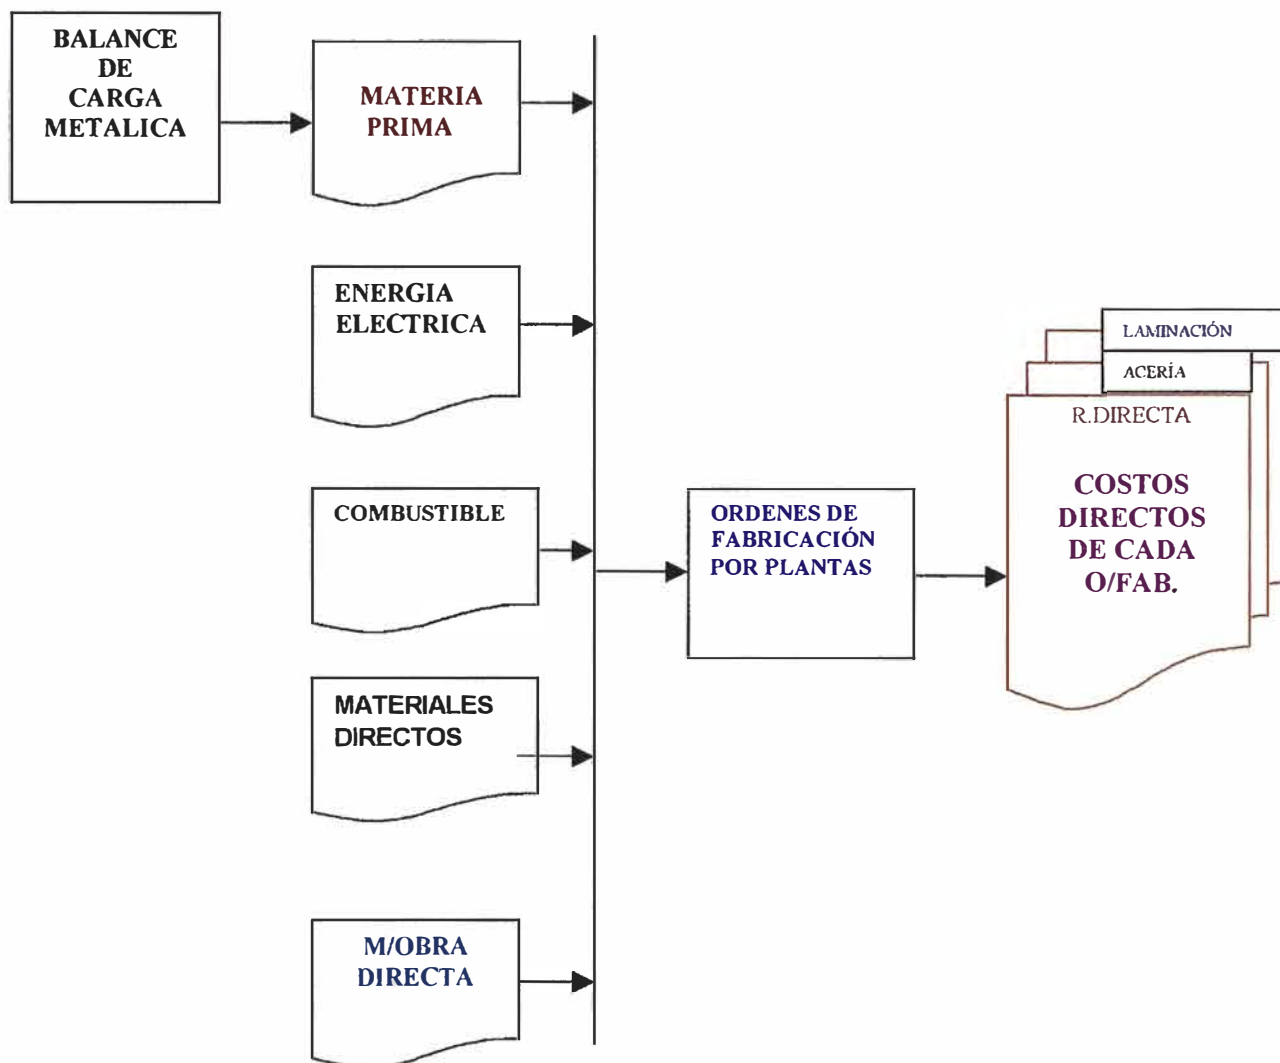 BALANCE
DE
CARGA
METALICA
MATERIA
PRIMA
ENERGIA
ELECTRICA
COMBUSTIBLE
MATERIALES
DIRECTOS
M/OBRA
DIRECTA
ORDENES DE
FABRICACIÓN
POR PLANTAS
LAMINACIÓN
ACERÍA
R.DIRECTA
COSTOS
DIRECTOS
DE CADA
O/FAB.